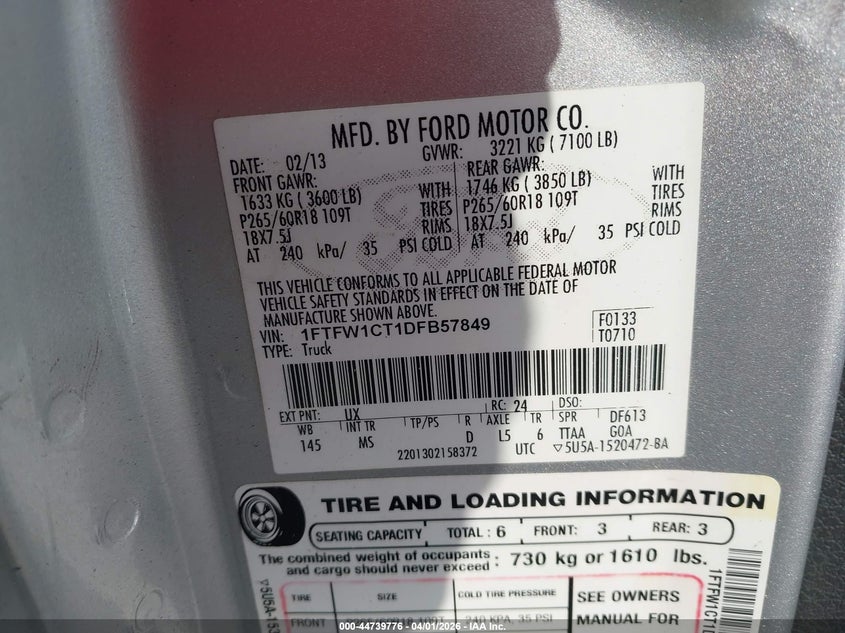 MFD. BY FORD MOTOR CO.
DATE: 02/13 GVWR: 3221 KG ( 7100 LB)
FRONT GAWR: REAR GAWR:
1633 KG ( 3600 LB) WITH 1746 KG ( 3850 LB) WITH
P265/60R18 109T TIRES P265/60R18 109T TIRES
18X7.5J RIMS 18X7.5J RIMS
AT 240 kPa/ 35 PSI COLD AT 240 kPa/ 35 PSI COLD
THIS VEHICLE CONFORMS TO ALL APPLICABLE FEDERAL MOTOR
VEHICLE SAFETY STANDARDS IN EFFECT ON THE DATE OF
MANUFACTURE SHOWN ABOVE.
VIN: 1FTFW1CT1DFB57849 F0133
TYPE: Truck T0710
EXT PNT: UX RC: 24 DSO:
WB INT TR TP/PS R AXLE TR SPR DF613
145 MS D L5 6 TTAA G0A
2201302158372 UTC ▽5U5A-1520472-BA
TIRE AND LOADING INFORMATION
SEATING CAPACITY TOTAL : 6 FRONT: 3 REAR: 3
The combined weight of occupants and cargo should never exceed : 730 kg or 1610 lbs.
TIRE SIZE COLD TIRE PRESSURE SEE OWNERS
FRONT 240 KPA, 35 PSI MANUAL FOR
000-44739776 - 04/01/2026 - IAA, Inc.